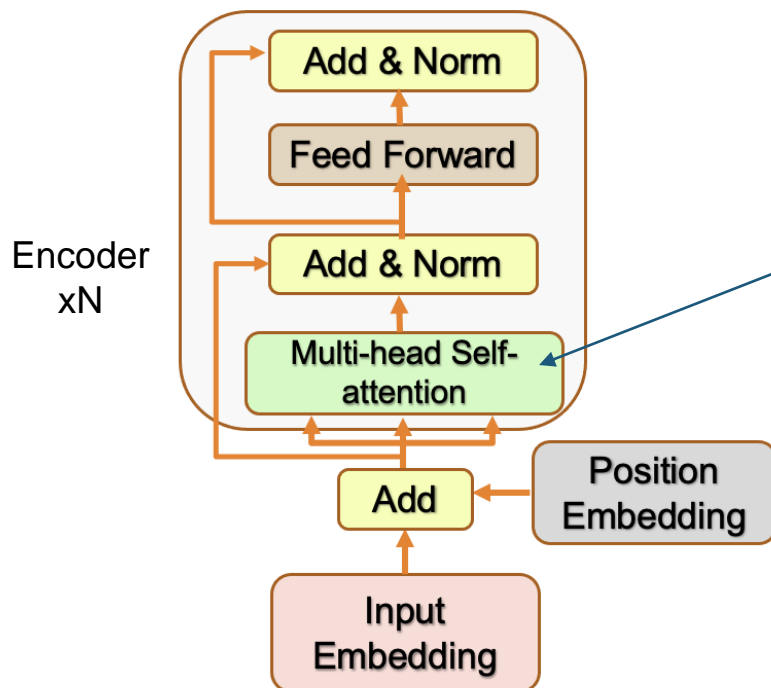 Add & Norm
Feed Forward
Encoder
xN
Add & Norm
Multi-head Self-
attention
Add
Position
Embedding
Input
Embedding